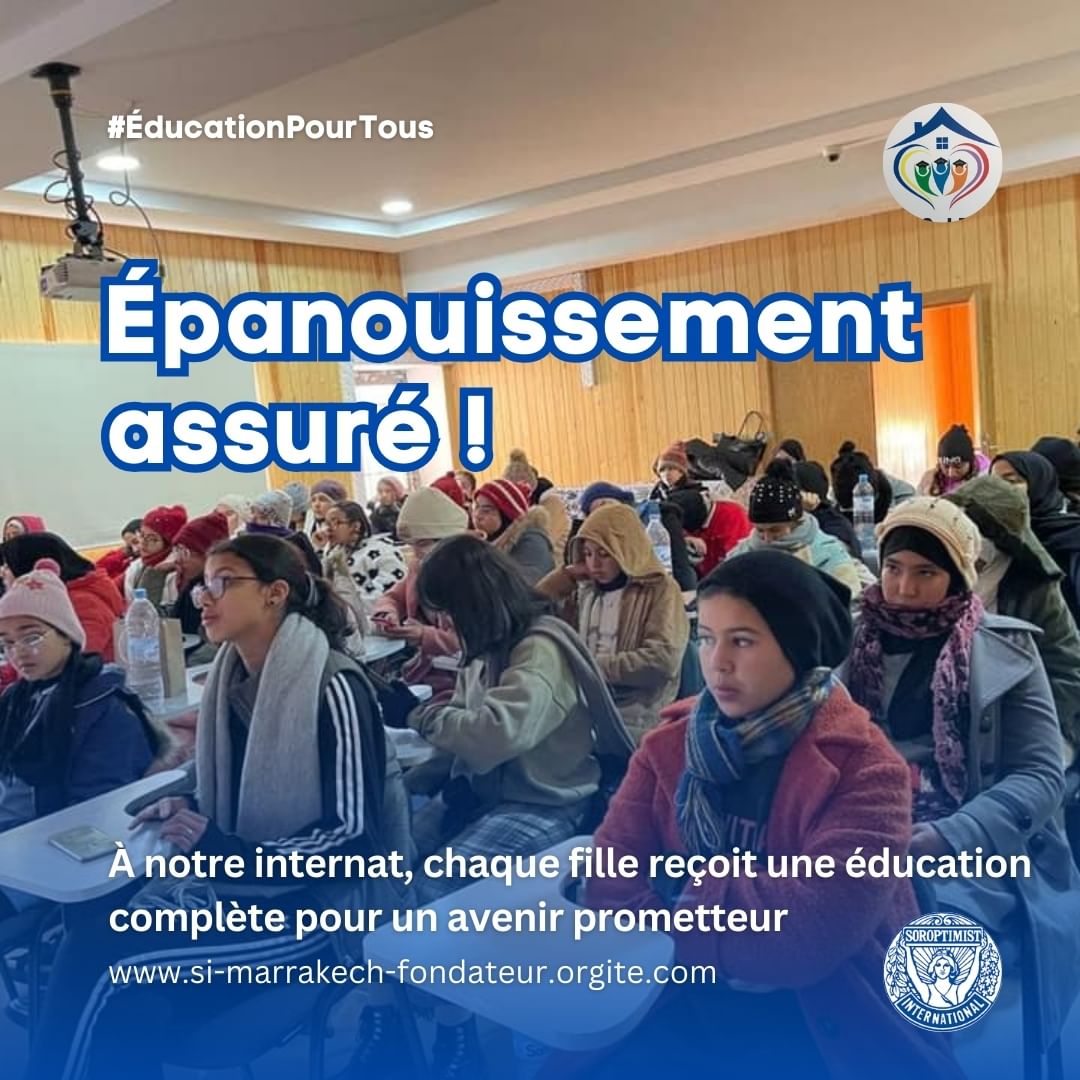 #ÉducationPourTous
Épanouissement
assuré !
À notre internat, chaque fille reçoit une éducation
complète pour un avenir prometteur
www.si-marrakech-fondateur.orgite.com
SOROPTIMIST
INTERNATIONAL